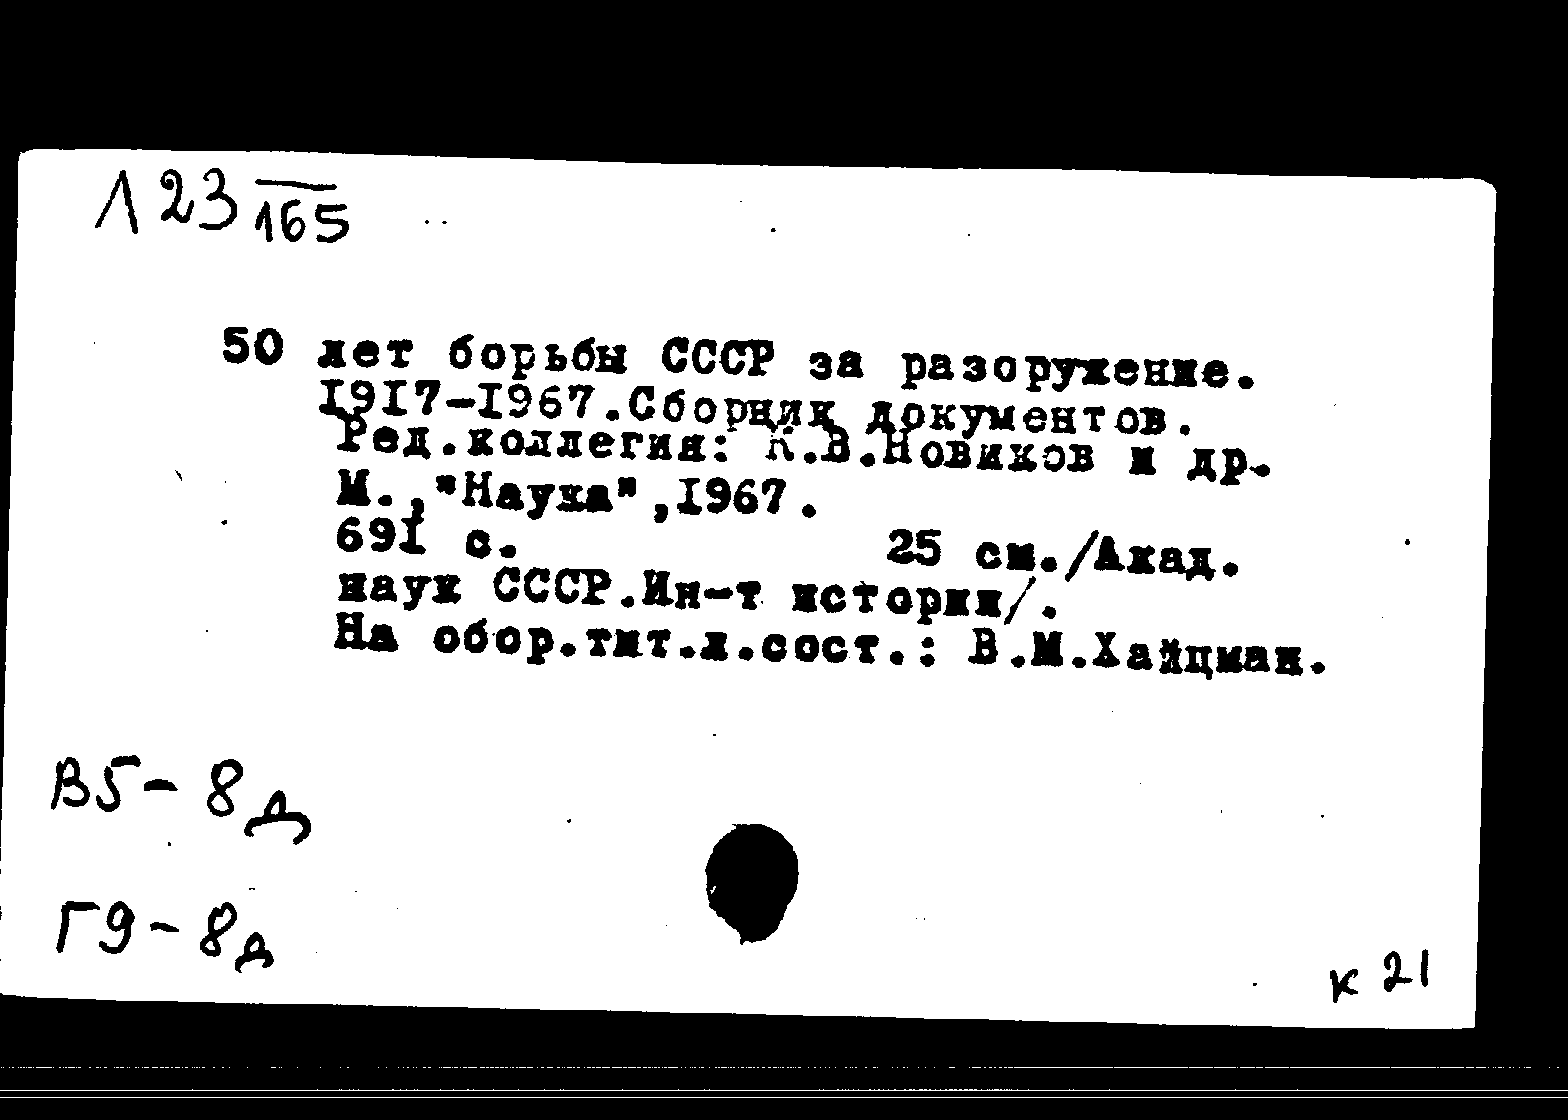 Л 23
165
50 лет борьбы СССР за разоружение.
1917-1967.Сборник документов.
Ред.коллегия: К.В.Новиков и др.
М.,"Наука",1967.
691 с. 25 см./Акад.
наук СССР.Ин-т истории/.
На обор.тит.л.сост.: В.М.Хайцман.
В5- 8д
Г9- 8д
к 21